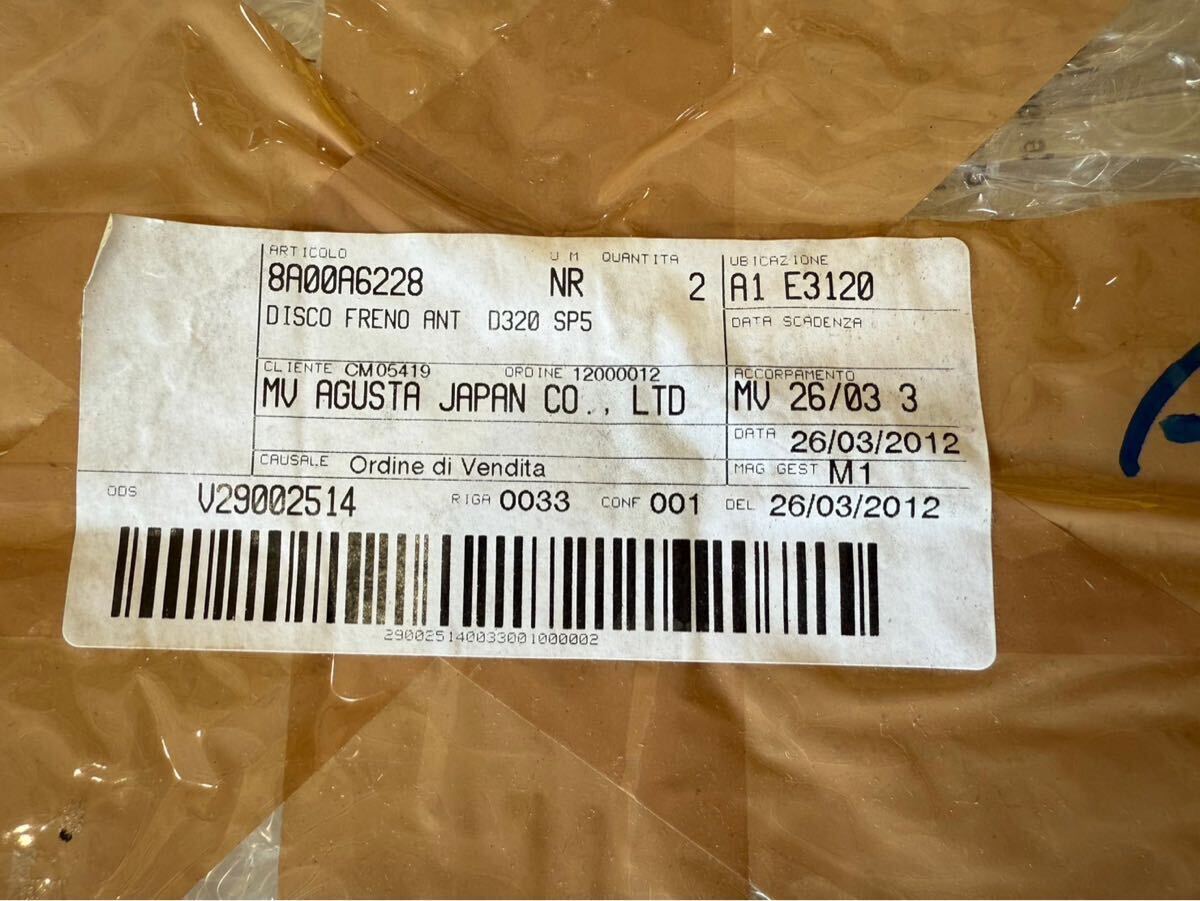 ARTICOLO U M QUANTITA UBICAZIONE
8A00A6228 NR 2 A1 E3120
DISCO FRENO ANT D320 SP5 DATA SCADENZA
CLIENTE CM05419 ORDINE 12000012 ACCORPAMENTO
MV AGUSTA JAPAN CO., LTD MV 26/03 3
DATA 26/03/2012
CAUSALE Ordine di Vendita MAG GEST M1
ODS V29002514 RIGA 0033 CONF 001 DEL 26/03/2012
290025140033001000002